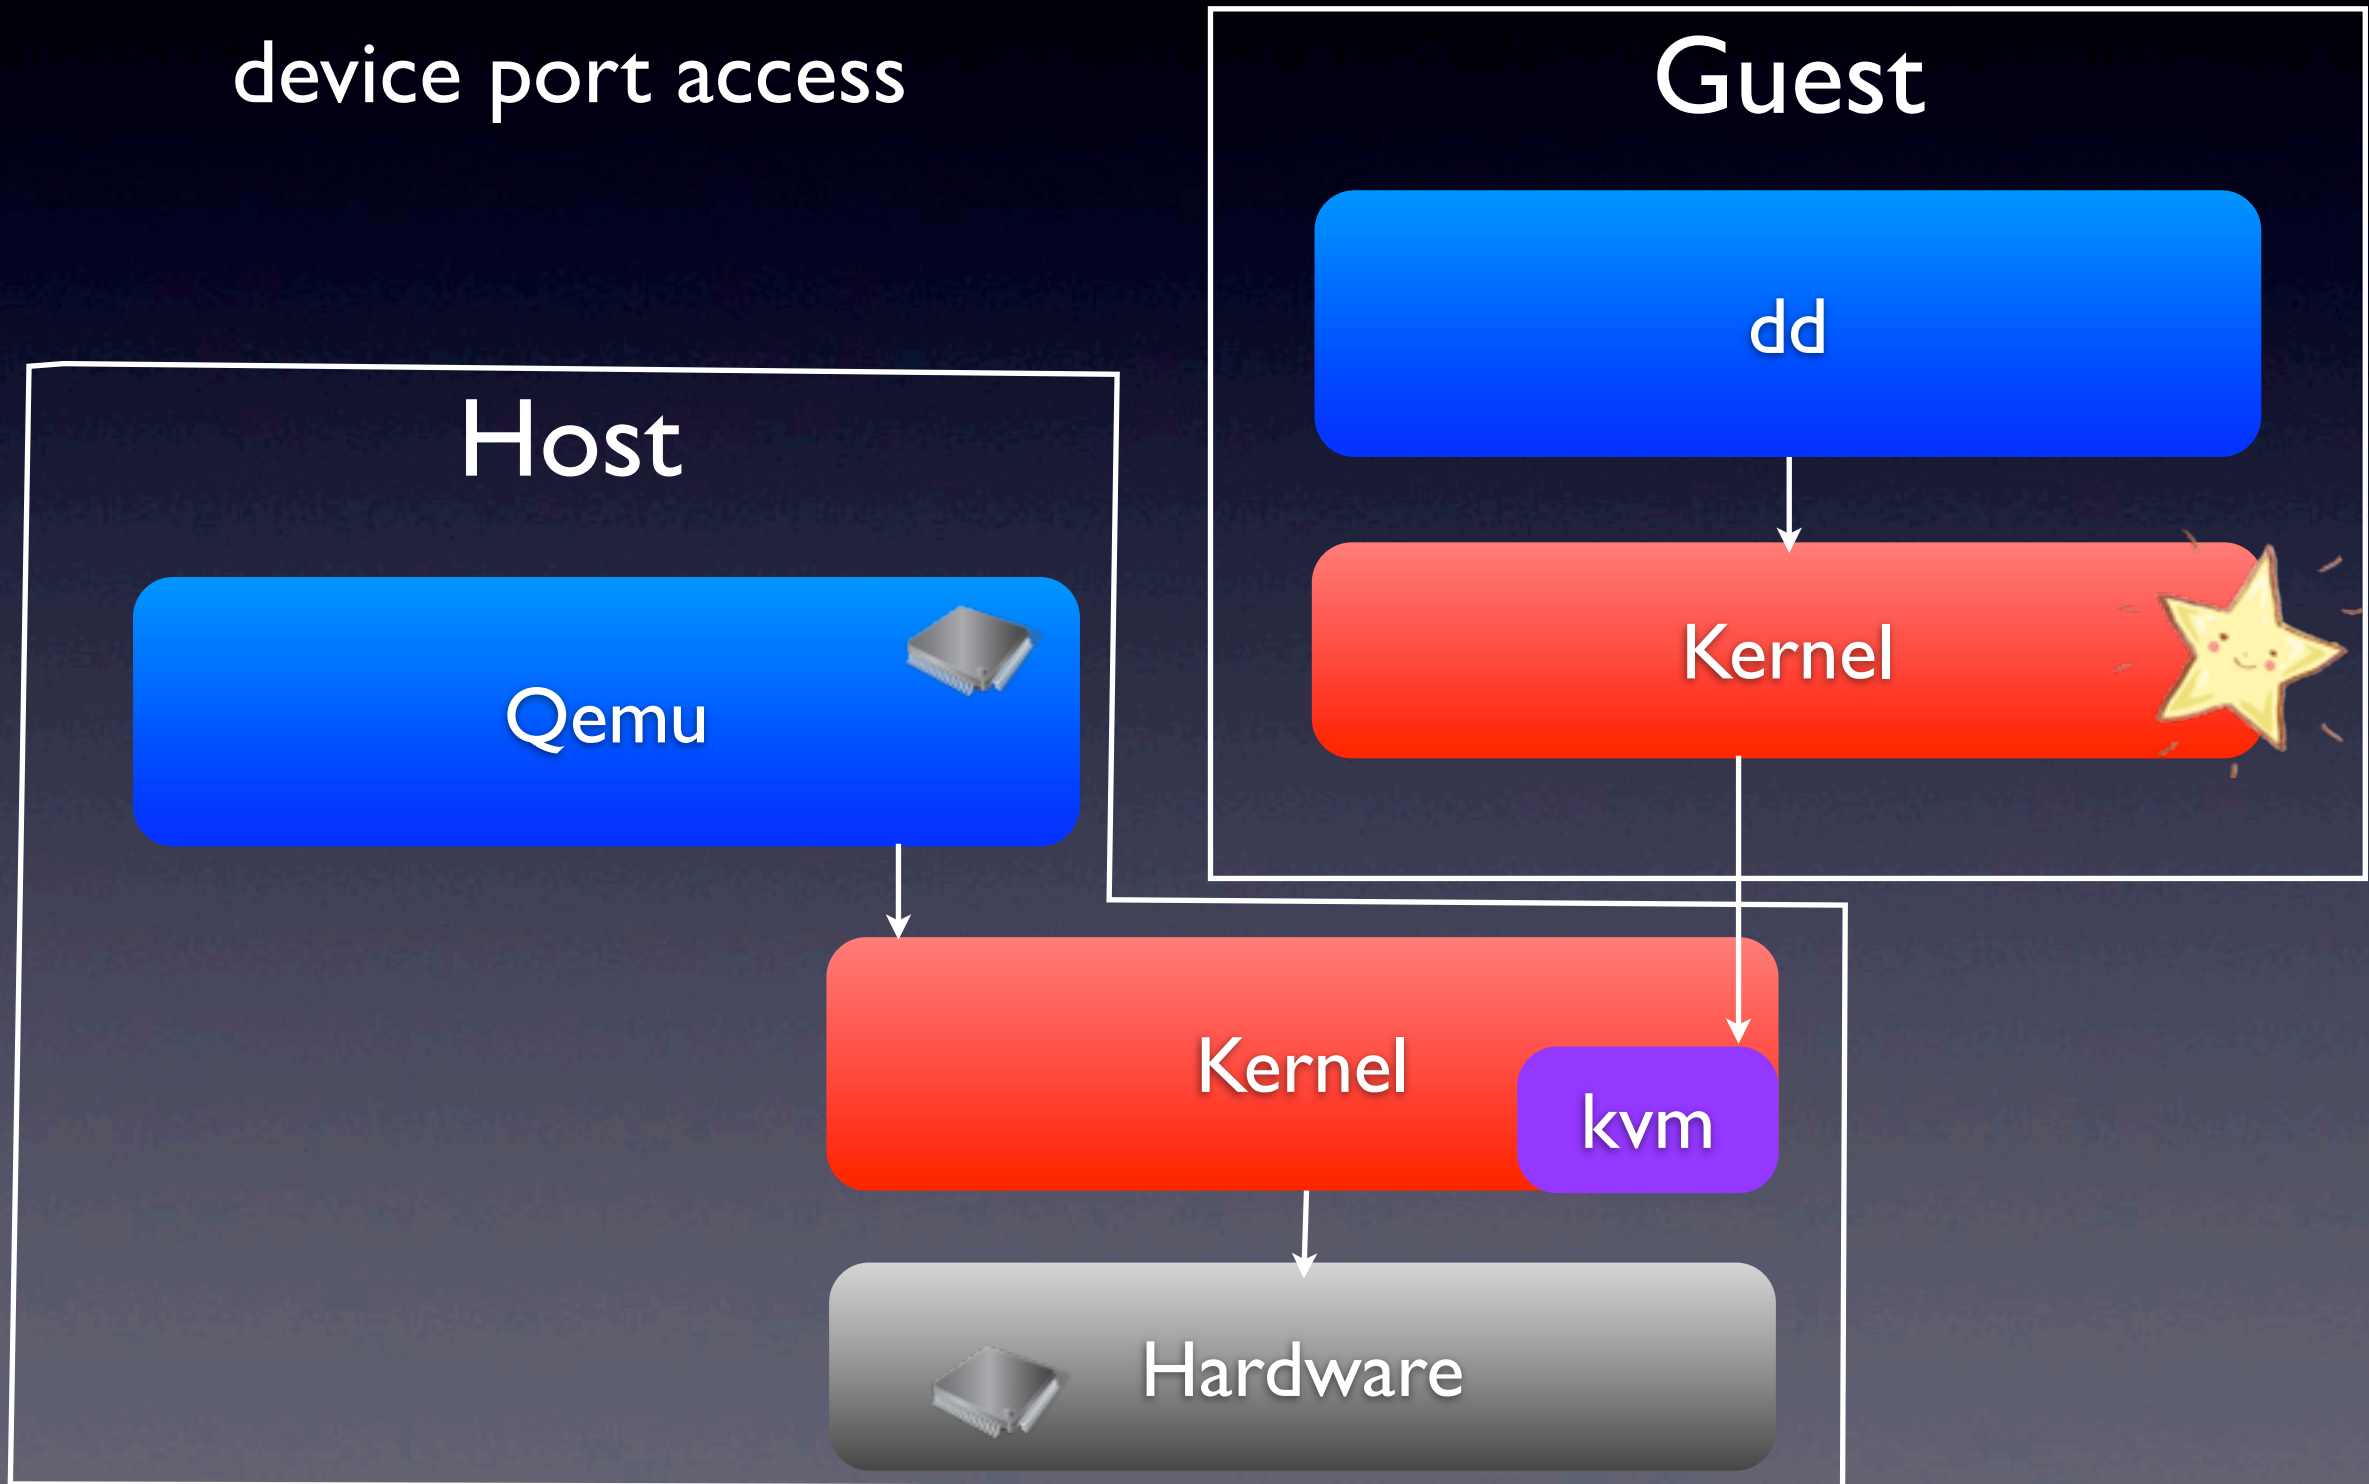 device port access
Guest
dd
Host
Kernel
Qemu
Kernel
kvm
Hardware